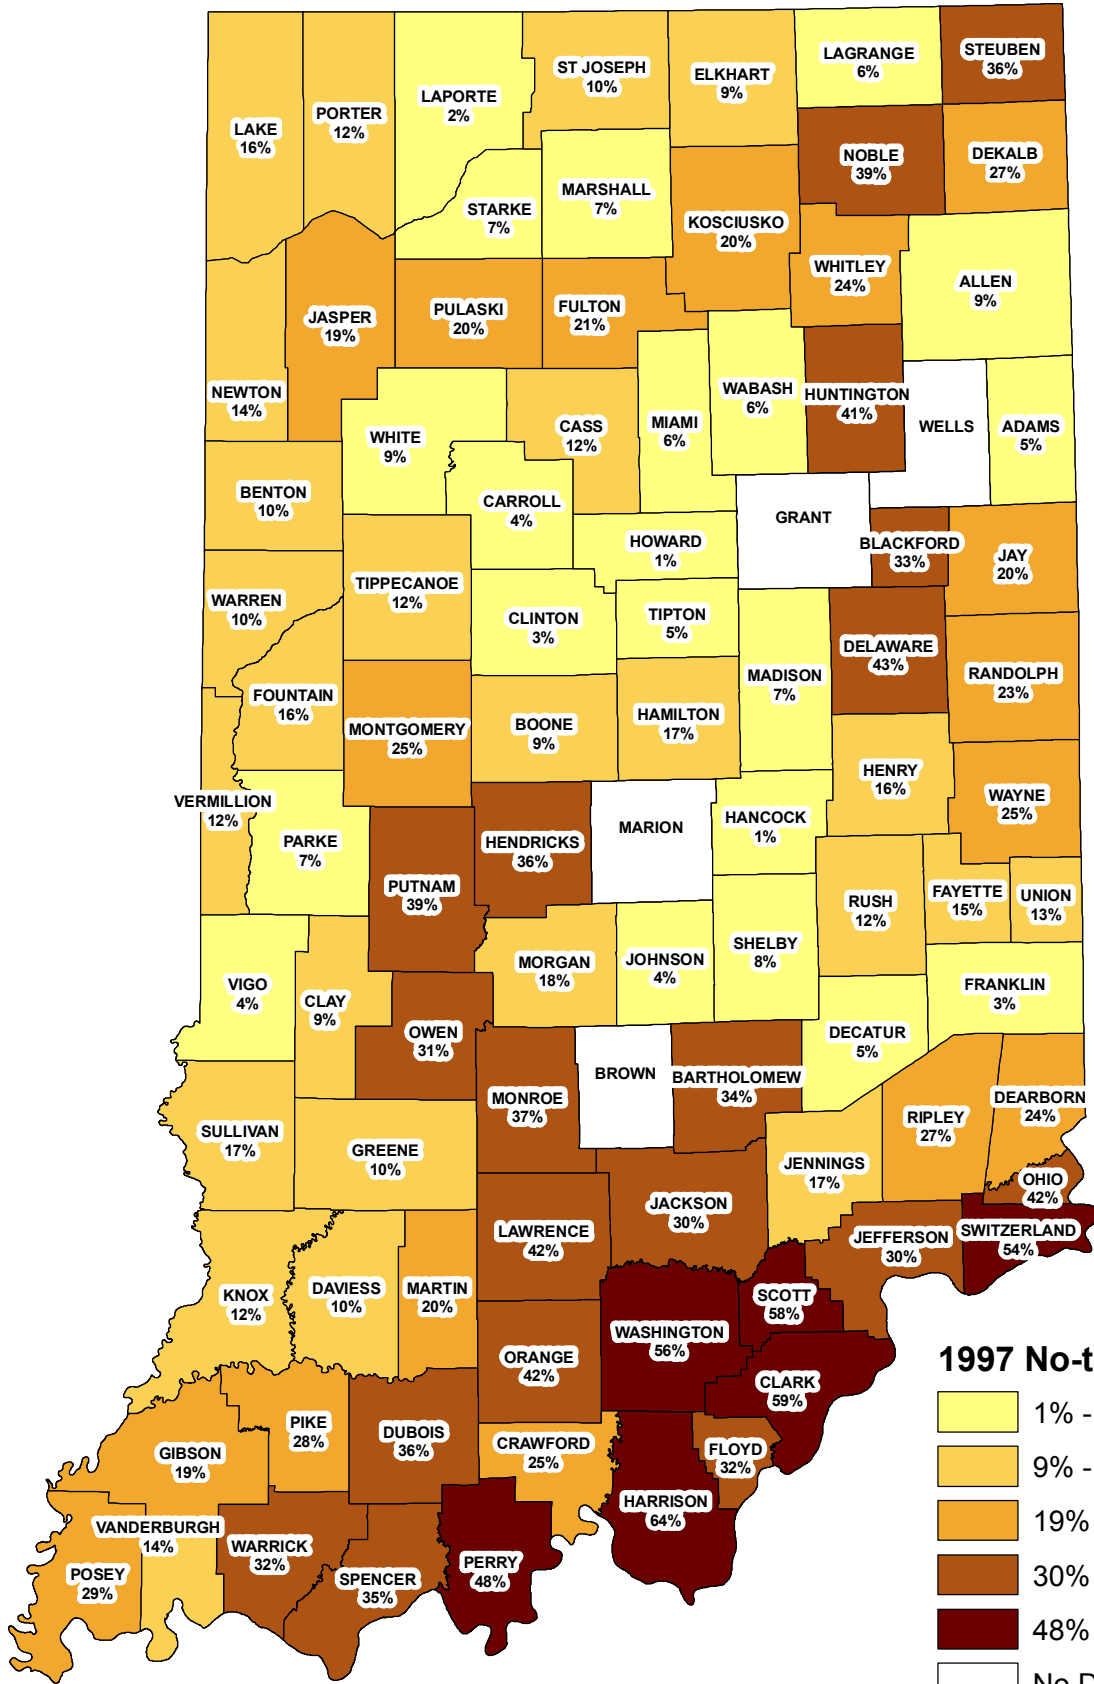 LAKE
16%
PORTER
12%
LAPORTE
2%
ST JOSEPH
10%
ELKHART
9%
LAGRANGE
6%
STEUBEN
36%
NOBLE
39%
DEKALB
27%
STARKE
7%
MARSHALL
7%
KOSCIUSKO
20%
WHITLEY
24%
ALLEN
9%
JASPER
19%
PULASKI
20%
FULTON
21%
NEWTON
14%
WHITE
9%
CASS
12%
MIAMI
6%
WABASH
6%
HUNTINGTON
41%
WELLS
ADAMS
5%
BENTON
10%
CARROLL
4%
GRANT
HOWARD
1%
BLACKFORD
33%
JAY
20%
WARREN
10%
TIPPECANOE
12%
CLINTON
3%
TIPTON
5%
MADISON
7%
DELAWARE
43%
RANDOLPH
23%
FOUNTAIN
16%
MONTGOMERY
25%
BOONE
9%
HAMILTON
17%
HENRY
16%
WAYNE
25%
VERMILLION
12%
PARKE
7%
PUTNAM
39%
HENDRICKS
36%
MARION
HANCOCK
1%
RUSH
12%
FAYETTE
15%
UNION
13%
VIGO
4%
CLAY
9%
OWEN
31%
MORGAN
18%
JOHNSON
4%
SHELBY
8%
FRANKLIN
3%
DECATUR
5%
SULLIVAN
17%
GREENE
10%
MONROE
37%
BROWN
BARTHOLOMEW
34%
JENNINGS
17%
RIPLEY
27%
DEARBORN
24%
OHIO
42%
SWITZERLAND
54%
KNOX
12%
DAVIESS
10%
MARTIN
20%
LAWRENCE
42%
JACKSON
30%
JEFFERSON
30%
SCOTT
58%
WASHINGTON
56%
ORANGE
42%
CLARK
59%
GIBSON
19%
PIKE
28%
DUBOIS
36%
CRAWFORD
25%
FLOYD
32%
HARRISON
64%
POSEY
29%
VANDERBURGH
14%
WARRICK
32%
SPENCER
35%
PERRY
48%
1997 No-t
1% -
9% -
19%
30%
48%
No D